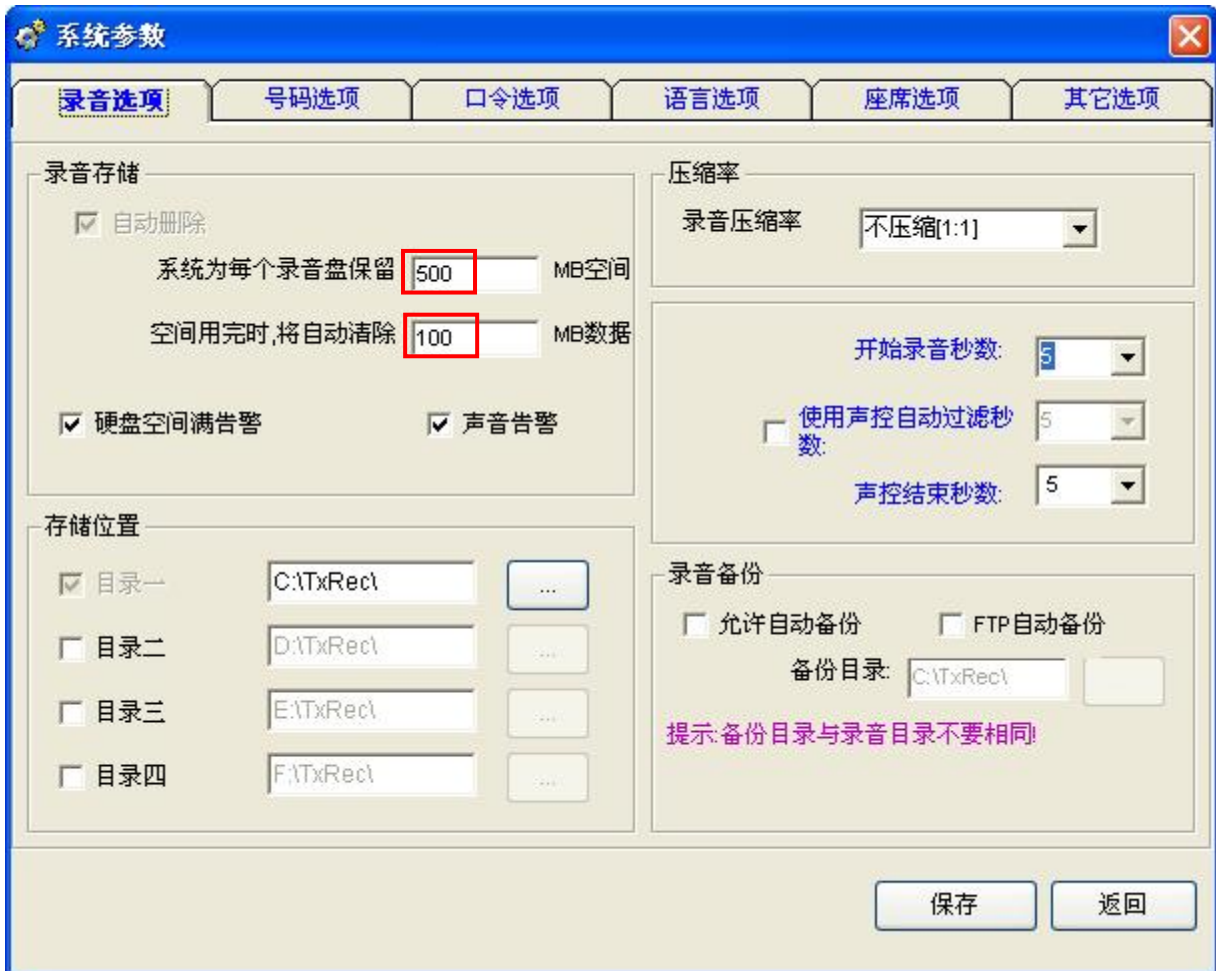 系统参数
录音选项 号码选项 口令选项 语言选项 座席选项 其它选项
录音存储
自动删除
系统为每个录音盘保留 500 MB空间
空间用完时,将自动清除 100 MB数据
硬盘空间满告警 声音告警
存储位置
目录一 C:\TxRec\ ...
目录二 D:\TxRec\ ...
目录三 E:\TxRec\ ...
目录四 F:\TxRec\ ...
压缩率
录音压缩率 不压缩[1:1]
开始录音秒数: 5
使用声控自动过滤秒 5
数:
声控结束秒数: 5
录音备份
允许自动备份 FTP自动备份
备份目录: C:\TxRec\
提示:备份目录与录音目录不要相同!
保存 返回